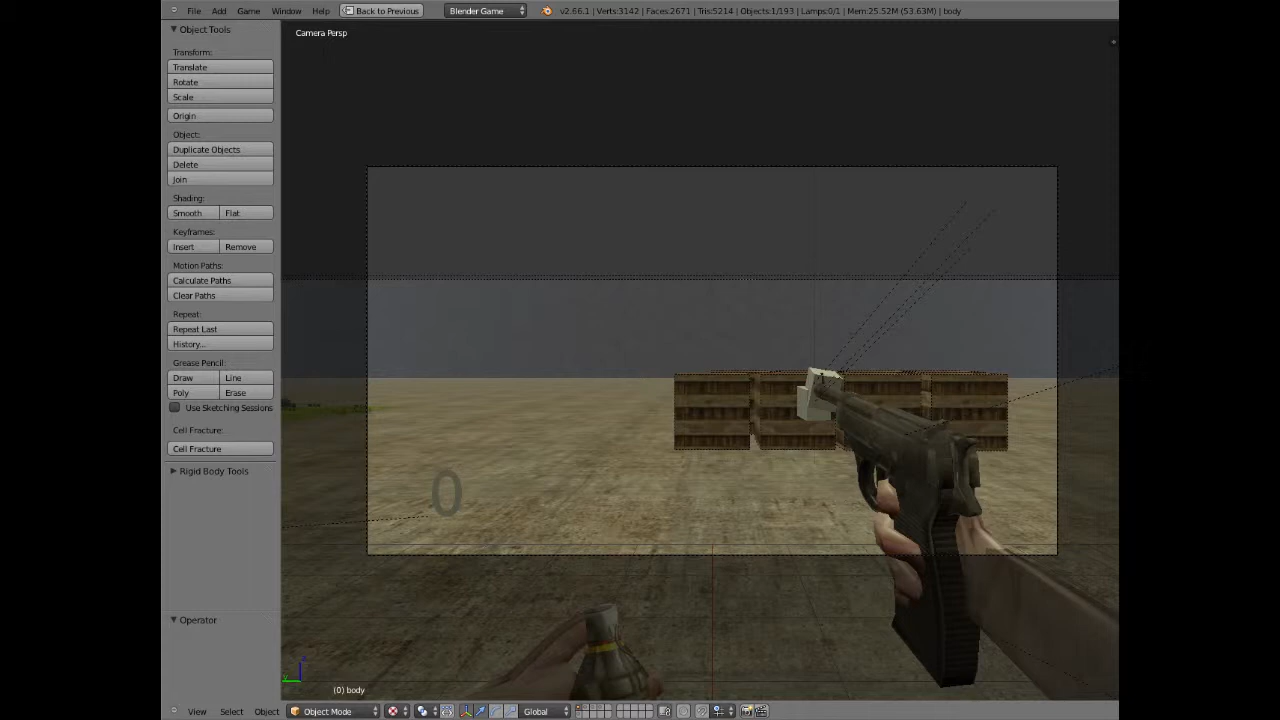 File Add Game Window Help Back to Previous Blender Game v2.66.1 | Verts:3142 | Faces:2671 | Tris:5214 | Objects:1/193 | Lamps:0/1 | Mem:25.52M (53.63M) | body
Object Tools
Camera Persp
Transform:
Translate
Rotate
Scale
Origin
Object:
Duplicate Objects
Delete
Join
Shading:
Smooth Flat
Keyframes:
Insert Remove
Motion Paths:
Calculate Paths
Clear Paths
Repeat:
Repeat Last
History...
Grease Pencil:
Draw Line
Poly Erase
Use Sketching Sessions
Cell Fracture:
Cell Fracture
Rigid Body Tools
0
Operator
z
y
(0) body
View Select Object Object Mode Global